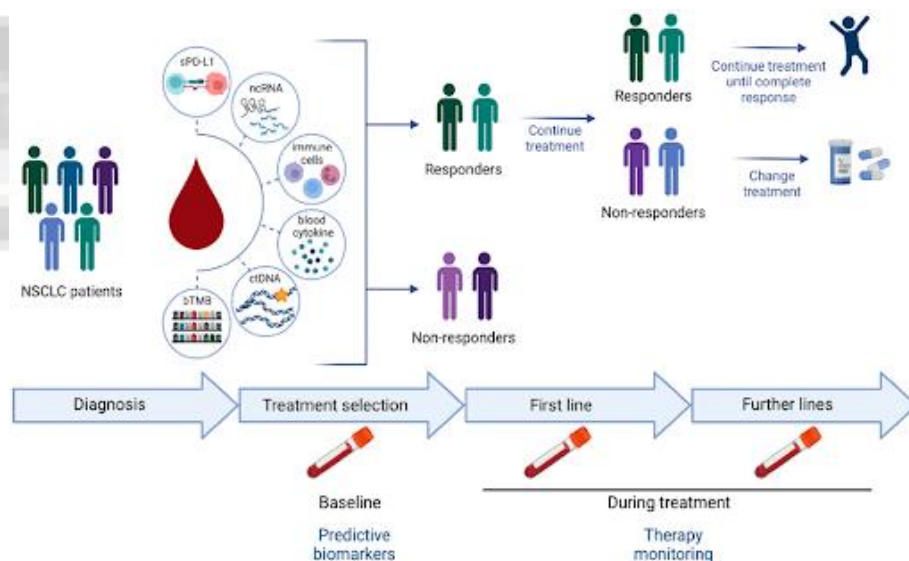 sPD-L1
ncRNA
immune
cells
blood
cytokine
ctDNA
bTMB
NSCLC patients
Responders
Non-responders
Continue
treatment
Responders
Non-responders
Continue treatment
until complete
response
Change
treatment
Diagnosis
Treatment selection
First line
Further lines
Baseline
During treatment
Predictive
biomarkers
Therapy
monitoring